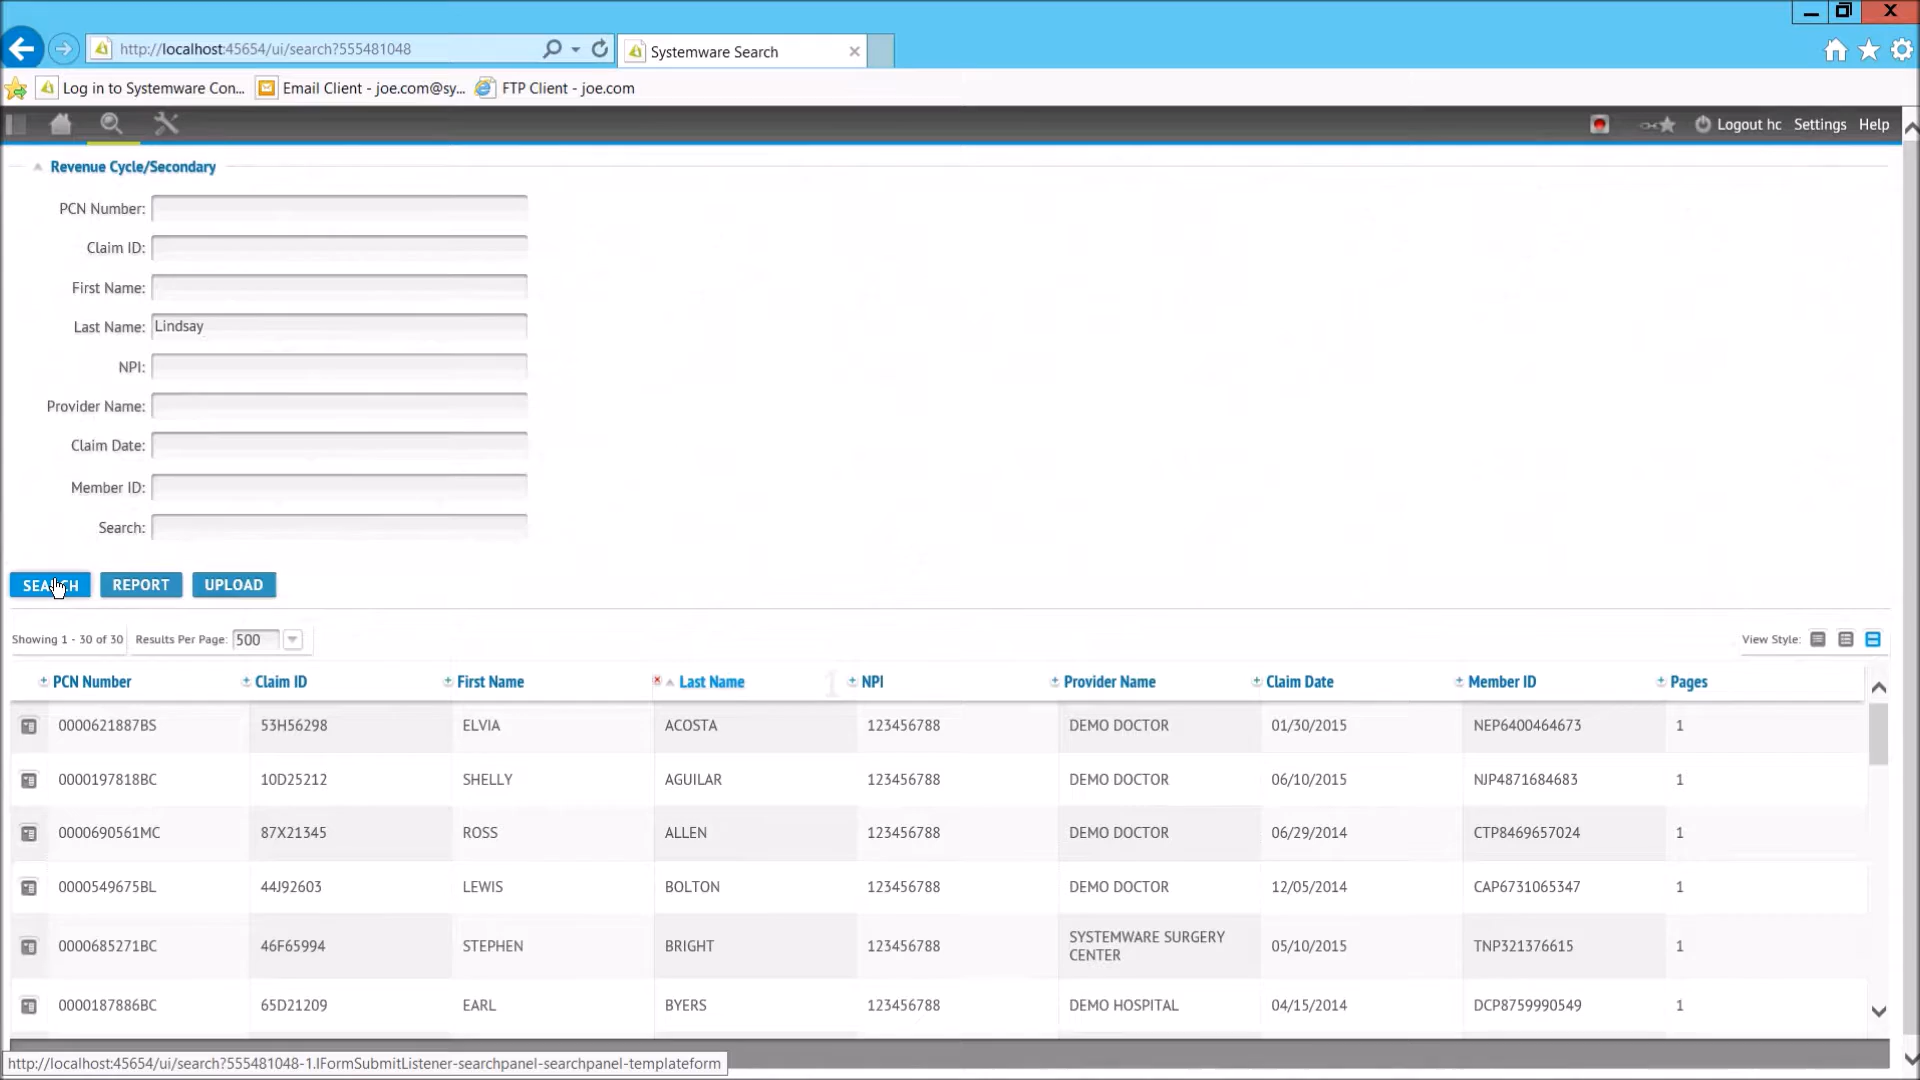 http://localhost:45654/ui/search?555481048
Systemware Search
Log in to Systemware Con...
Email Client - joe.com@sy...
FTP Client - joe.com
Logout hc
Settings
Help
Revenue Cycle/Secondary
PCN Number:
Claim ID:
First Name:
Last Name: Lindsay
NPI:
Provider Name:
Claim Date:
Member ID:
Search:
SEARCH REPORT UPLOAD
Showing 1 - 30 of 30 Results Per Page: 500 View Style:
PCN Number Claim ID First Name Last Name NPI Provider Name Claim Date Member ID Pages
0000621887BS 53H56298 ELVIA ACOSTA 123456788 DEMO DOCTOR 01/30/2015 NEP6400464673 1
0000197818BC 10D25212 SHELLY AGUILAR 123456788 DEMO DOCTOR 06/10/2015 NJP4871684683 1
0000690561MC 87X21345 ROSS ALLEN 123456788 DEMO DOCTOR 06/29/2014 CTP8469657024 1
0000549675BL 44J92603 LEWIS BOLTON 123456788 DEMO DOCTOR 12/05/2014 CAP6731065347 1
0000685271BC 46F65994 STEPHEN BRIGHT 123456788 SYSTEMWARE SURGERY CENTER 05/10/2015 TNP321376615 1
0000187886BC 65D21209 EARL BYERS 123456788 DEMO HOSPITAL 04/15/2014 DCP8759990549 1
http://localhost:45654/ui/search?555481048-1.IFormSubmitListener-searchpanel-searchpanel-templateform